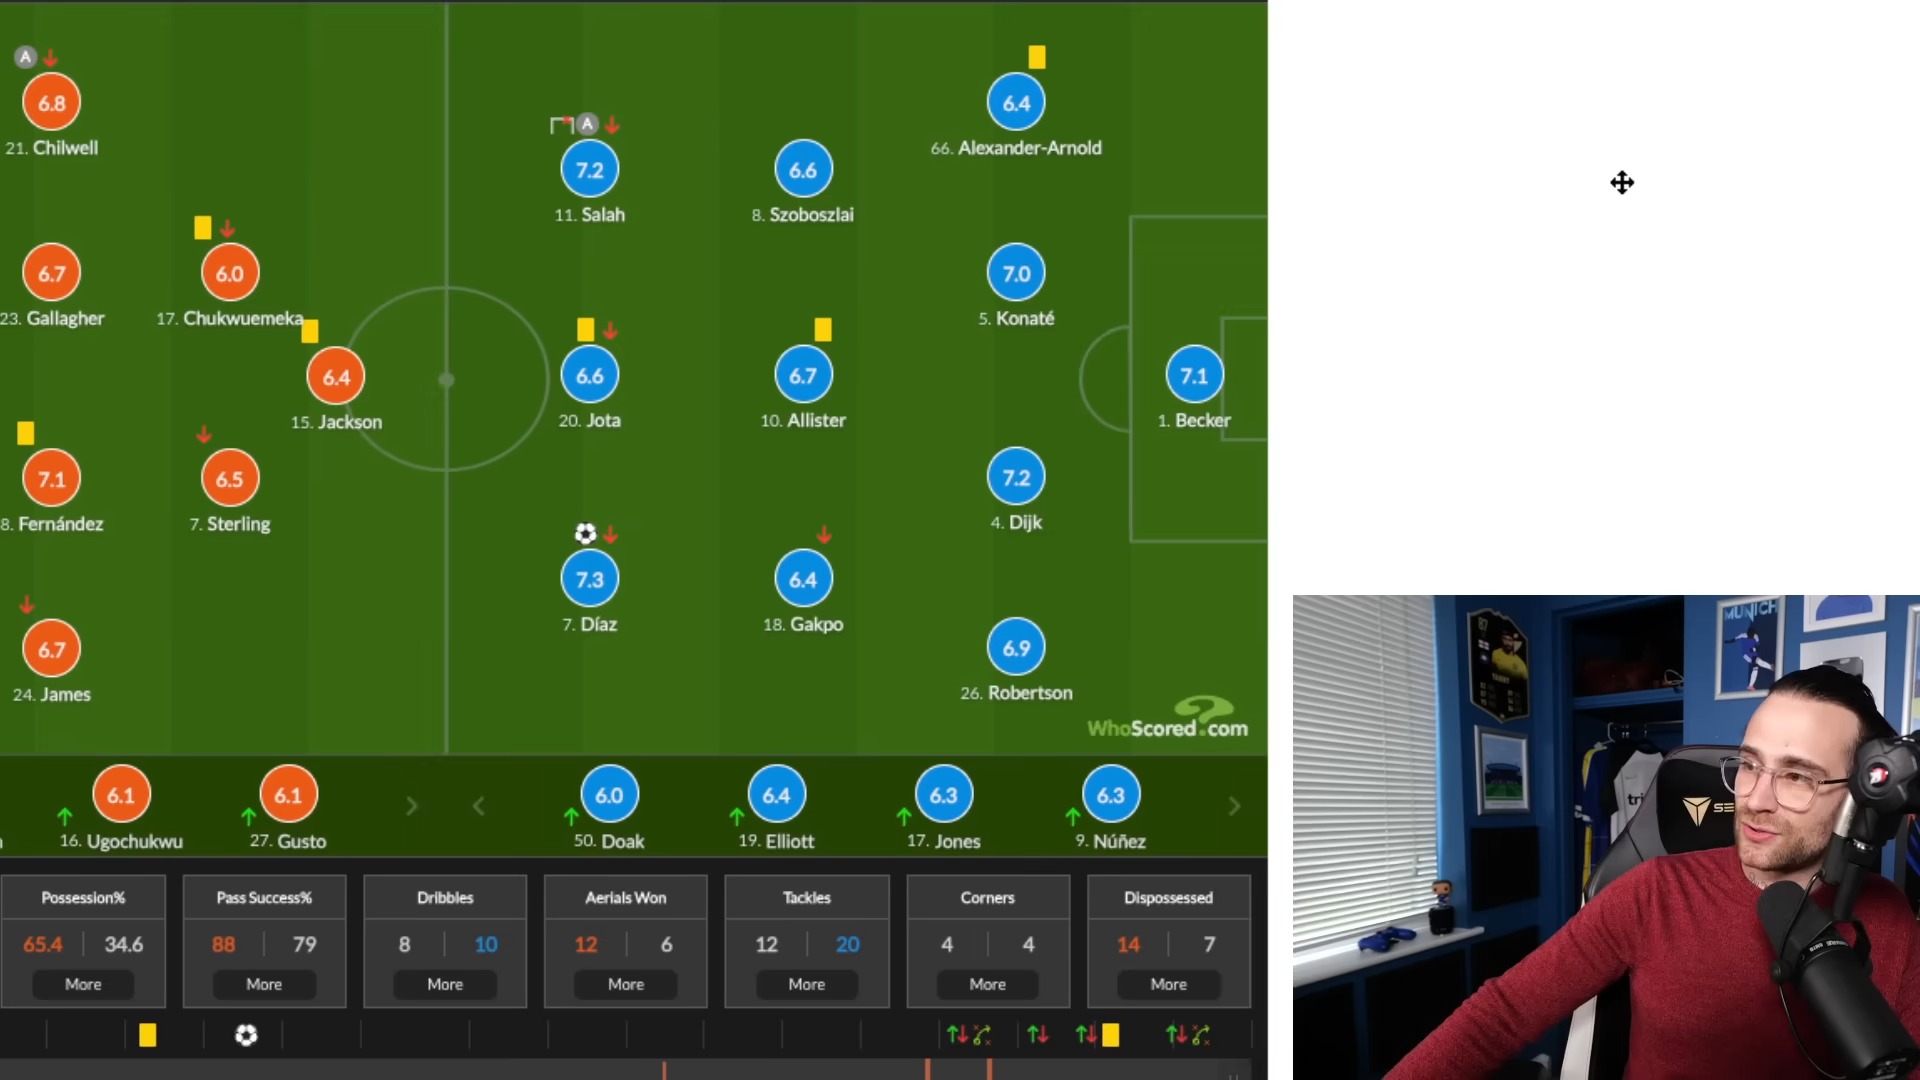 A
6.8
21. Chilwell
A
7.2
11. Salah
6.6
8. Szoboszlai
6.4
66. Alexander-Arnold
6.7
23. Gallagher
6.0
17. Chukwuemeka
7.0
5. Konaté
6.4
15. Jackson
6.6
20. Jota
6.7
10. Allister
7.1
1. Becker
7.1
8. Fernández
6.5
7. Sterling
7.2
4. Dijk
7.3
7. Díaz
6.4
18. Gakpo
6.7
24. James
6.9
26. Robertson
WhoScored.com
6.1
16. Ugochukwu
6.1
27. Gusto
6.0
50. Doak
6.4
19. Elliott
6.3
17. Jones
6.3
9. Núñez
Possession%
65.4 34.6
More
Pass Success%
88 79
More
Dribbles
8 10
More
Aerials Won
12 6
More
Tackles
12 20
More
Corners
4 4
More
Dispossessed
14 7
More
MUNICH
87